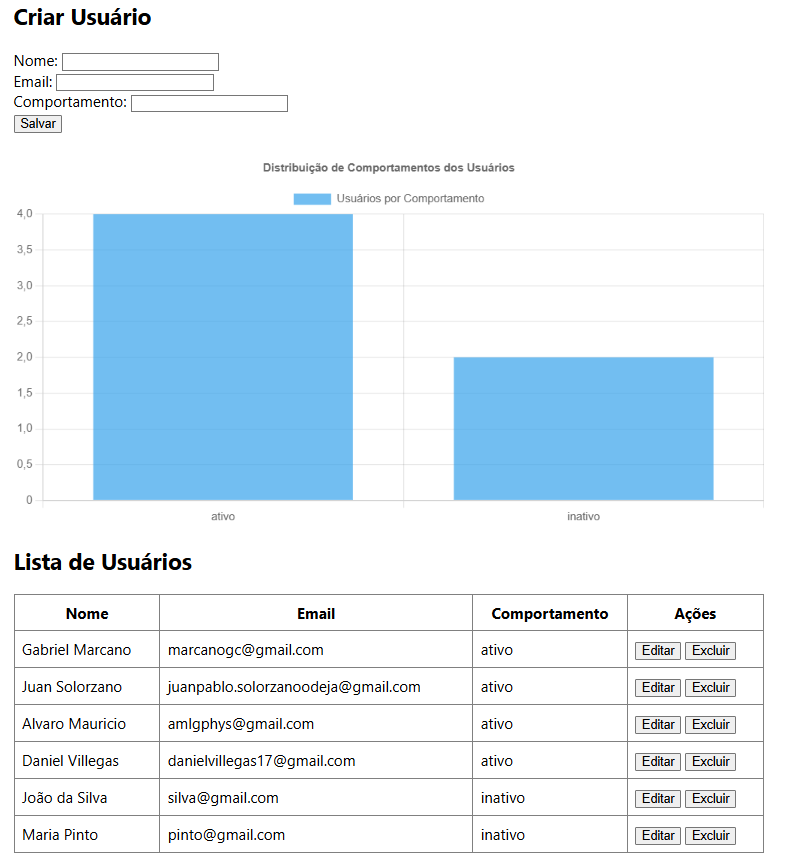 Criar Usuário
Nome:
Email:
Comportamento:
Salvar
Distribuição de Comportamentos dos Usuários
Usuários por Comportamento
4,0
3,5
3,0
2,5
2,0
1,5
1,0
0,5
0
ativo inativo
Lista de Usuários
Nome Email Comportamento Ações
Gabriel Marcano marcanogc@gmail.com ativo Editar Excluir
Juan Solorzano juanpablo.solorzanoodeja@gmail.com ativo Editar Excluir
Alvaro Mauricio amlgphys@gmail.com ativo Editar Excluir
Daniel Villegas danielvillegas17@gmail.com ativo Editar Excluir
João da Silva silva@gmail.com inativo Editar Excluir
Maria Pinto pinto@gmail.com inativo Editar Excluir